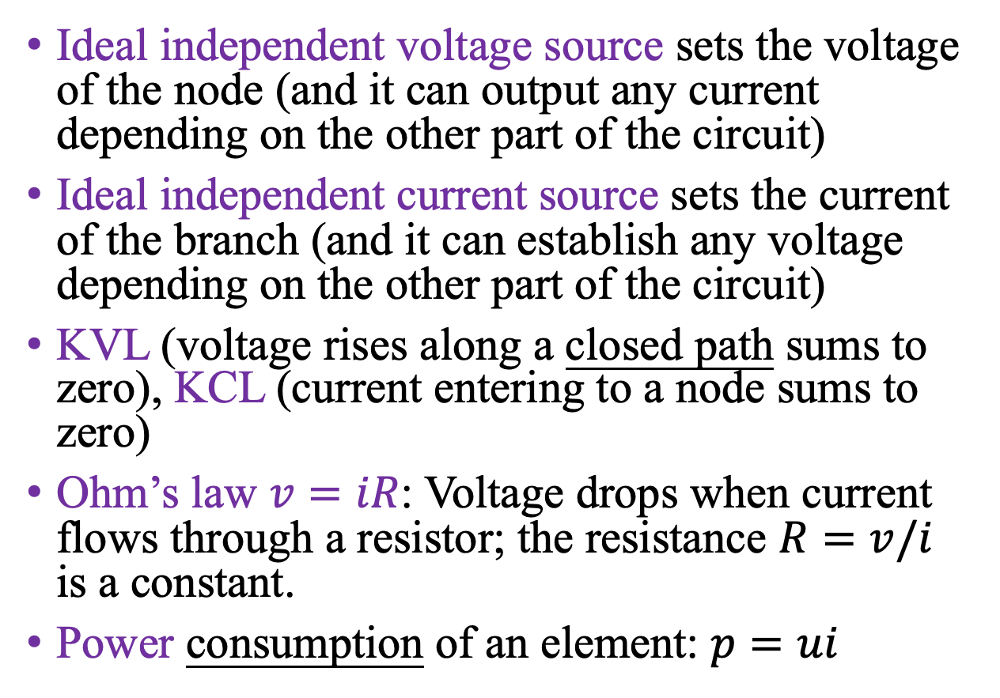 • Ideal independent voltage source sets the voltage
of the node (and it can output any current
depending on the other part of the circuit)
• Ideal independent current source sets the current
of the branch (and it can establish any voltage
depending on the other part of the circuit)
• KVL (voltage rises along a closed path sums to
zero), KCL (current entering to a node sums to
zero)
• Ohm’s law 𝑣 = 𝑖𝑅: Voltage drops when current
flows through a resistor; the resistance 𝑅 = 𝑣/𝑖
is a constant.
• Power consumption of an element: 𝑝 = 𝑢𝑖